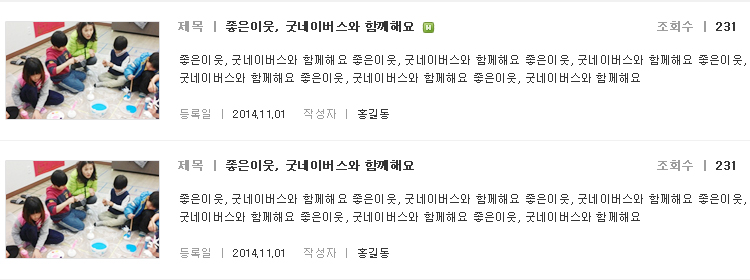 제목 | 좋은이웃, 굿네이버스와 함께해요 N 조회수 | 231
좋은이웃, 굿네이버스와 함께해요 좋은이웃, 굿네이버스와 함께해요 좋은이웃, 굿네이버스와 함께해요 좋은이웃,
굿네이버스와 함께해요 좋은이웃, 굿네이버스와 함께해요 좋은이웃, 굿네이버스와 함께해요
등록일 | 2014.11.01 작성자 | 홍길동
제목 | 좋은이웃, 굿네이버스와 함께해요 조회수 | 231
좋은이웃, 굿네이버스와 함께해요 좋은이웃, 굿네이버스와 함께해요 좋은이웃, 굿네이버스와 함께해요 좋은이웃,
굿네이버스와 함께해요 좋은이웃, 굿네이버스와 함께해요 좋은이웃, 굿네이버스와 함께해요
등록일 | 2014.11.01 작성자 | 홍길동